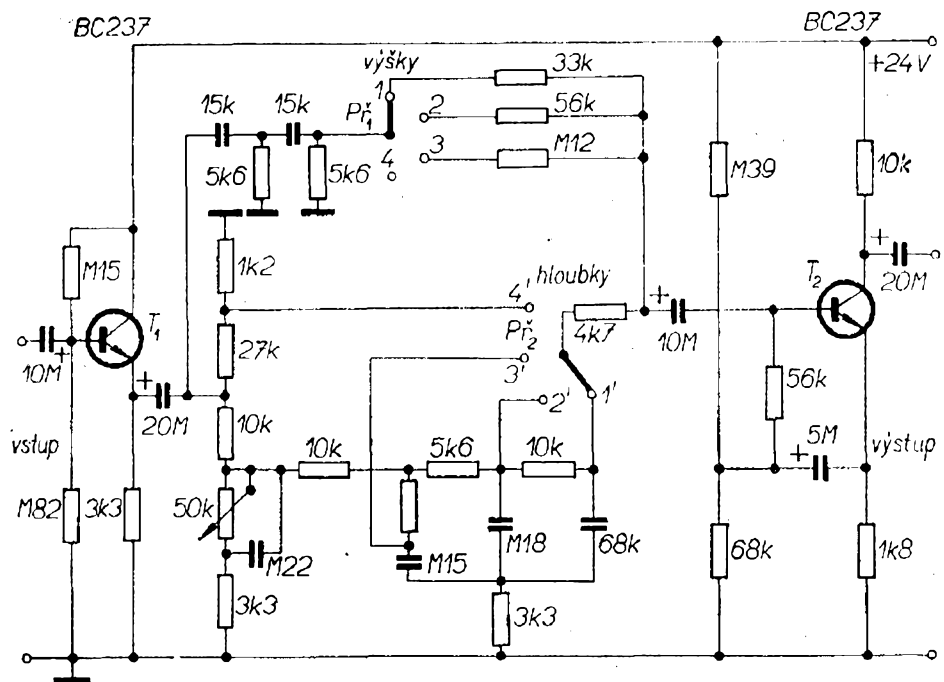 BC237
BC237
+24V
výšky
33k
1
15k
15k
Př₁
2
56k
3
M12
4
5k6
5k6
M39
10k
M15
1k2
hloubky
4'
T₂
+
20M
T₁
Př₂
4k7
+
10M
27k
3'
10M
+
2'
1'
56k
+
20M
vstup
10k
5M
výstup
10k
5k6
10k
+
M82
3k3
50k
M22
M15
M18
68k
68k
1k8
3k3
3k3